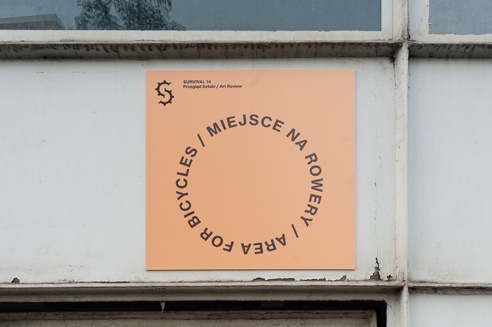 SURVIVAL 14
Przegląd Sztuki / Art Review
MIEJSCE NA ROWERY / AREA FOR BICYCLES /